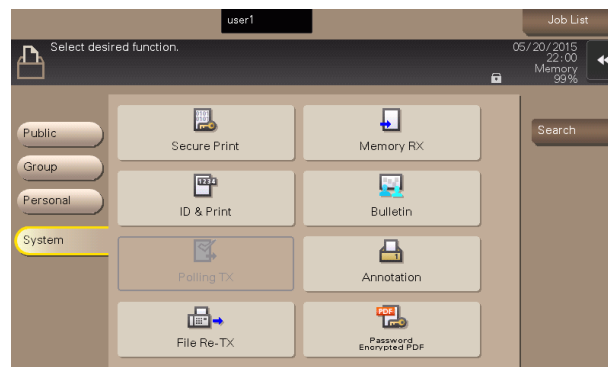 user1
Job List
Select desired function.
05/20/2015
22:00
Memory
99%
Public
Group
Personal
System
Search
Secure Print
Memory RX
ID & Print
Bulletin
Polling TX
Annotation
File Re-TX
Password
Encrypted PDF